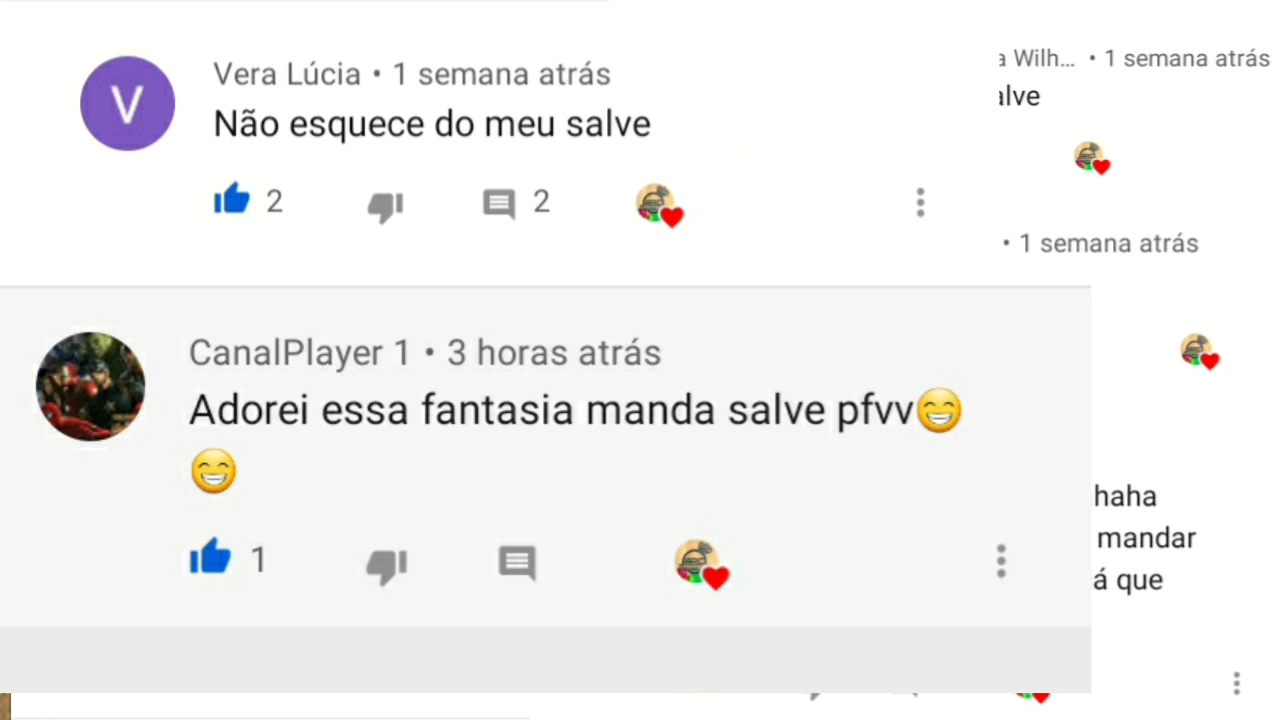 Vera Lúcia • 1 semana atrás
Não esquece do meu salve
2
2
V
a Wilh... • 1 semana atrás
alve
• 1 semana atrás
CanalPlayer 1 • 3 horas atrás
Adorei essa fantasia manda salve pfvv😁
😁
1
haha
mandar
á que